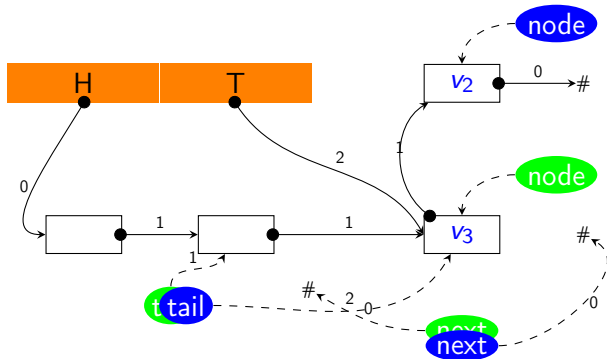 node
v2 0 #
H T
1
2
0
node
1 1 v3 #
1
#
t tail 2 0 0
next
next